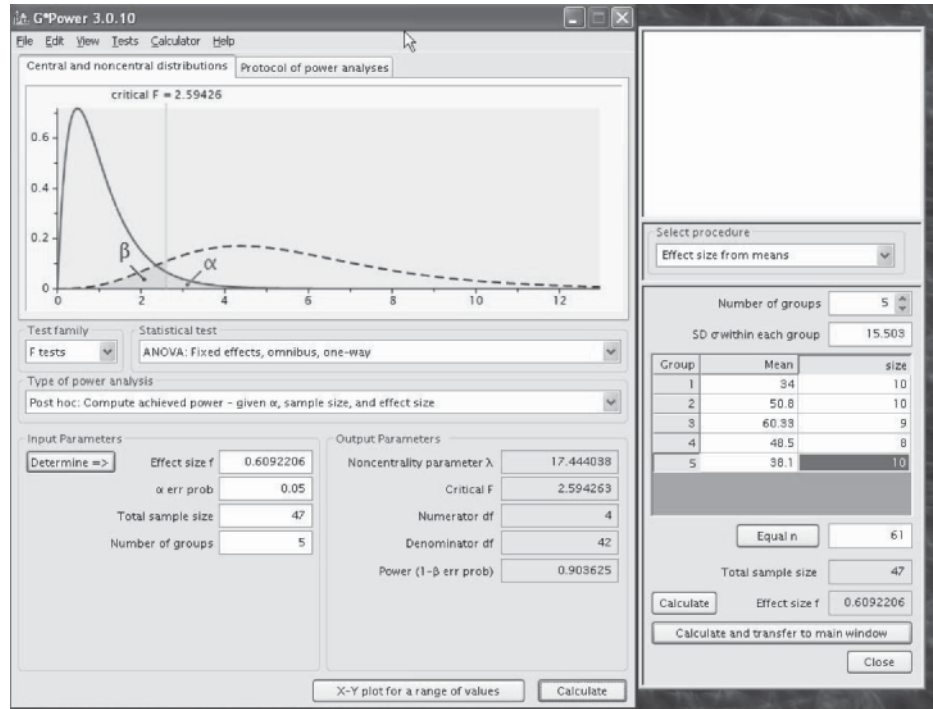 G*Power 3.0.10
File Edit View Tests Calculator Help
Central and noncentral distributions Protocol of power analyses
critical F = 2.59426
0.6
0.4
0.2
0
β
α
0 2 4 6 8 10 12
Test family
Statistical test
F tests
ANOVA: Fixed effects, omnibus, one-way
Type of power analysis
Post hoc: Compute achieved power - given α, sample size, and effect size
Input Parameters
Determine => Effect size f 0.6092206
α err prob 0.05
Total sample size 47
Number of groups 5
Output Parameters
Noncentrality parameter λ 17.444038
Critical F 2.594263
Numerator df 4
Denominator df 42
Power (1-β err prob) 0.903625
X-Y plot for a range of values Calculate
Select procedure
Effect size from means
Number of groups 5
SD σ within each group 15.503
Group Mean size
1 34 10
2 50.8 10
3 60.33 9
4 48.5 8
5 38.1 10
Equal n 61
Total sample size 47
Calculate Effect size f 0.6092206
Calculate and transfer to main window
Close